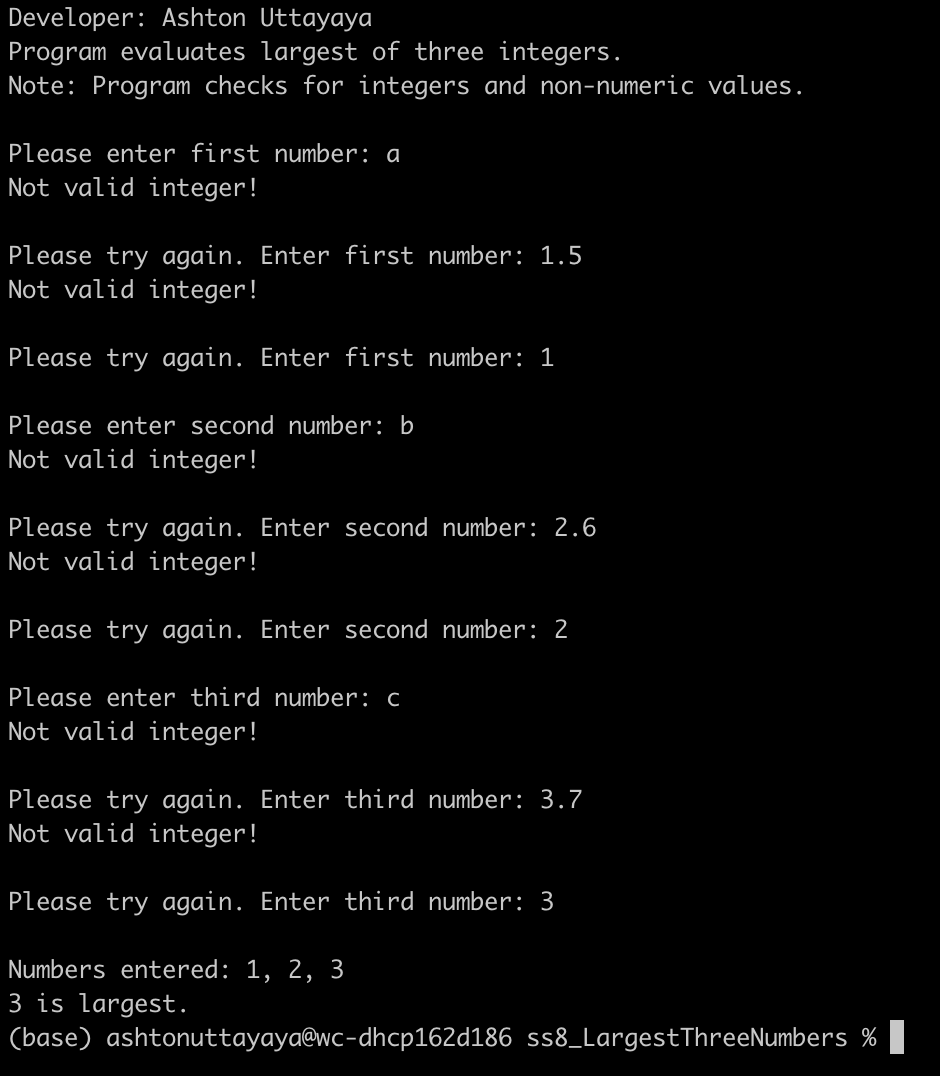 Developer: Ashton Uttayaya
Program evaluates largest of three integers.
Note: Program checks for integers and non-numeric values.
Please enter first number: a
Not valid integer!
Please try again. Enter first number: 1.5
Not valid integer!
Please try again. Enter first number: 1
Please enter second number: b
Not valid integer!
Please try again. Enter second number: 2.6
Not valid integer!
Please try again. Enter second number: 2
Please enter third number: c
Not valid integer!
Please try again. Enter third number: 3.7
Not valid integer!
Please try again. Enter third number: 3
Numbers entered: 1, 2, 3
3 is largest.
(base) ashtonuttayaya@wc-dhcp162d186 ss8_LargestThreeNumbers %